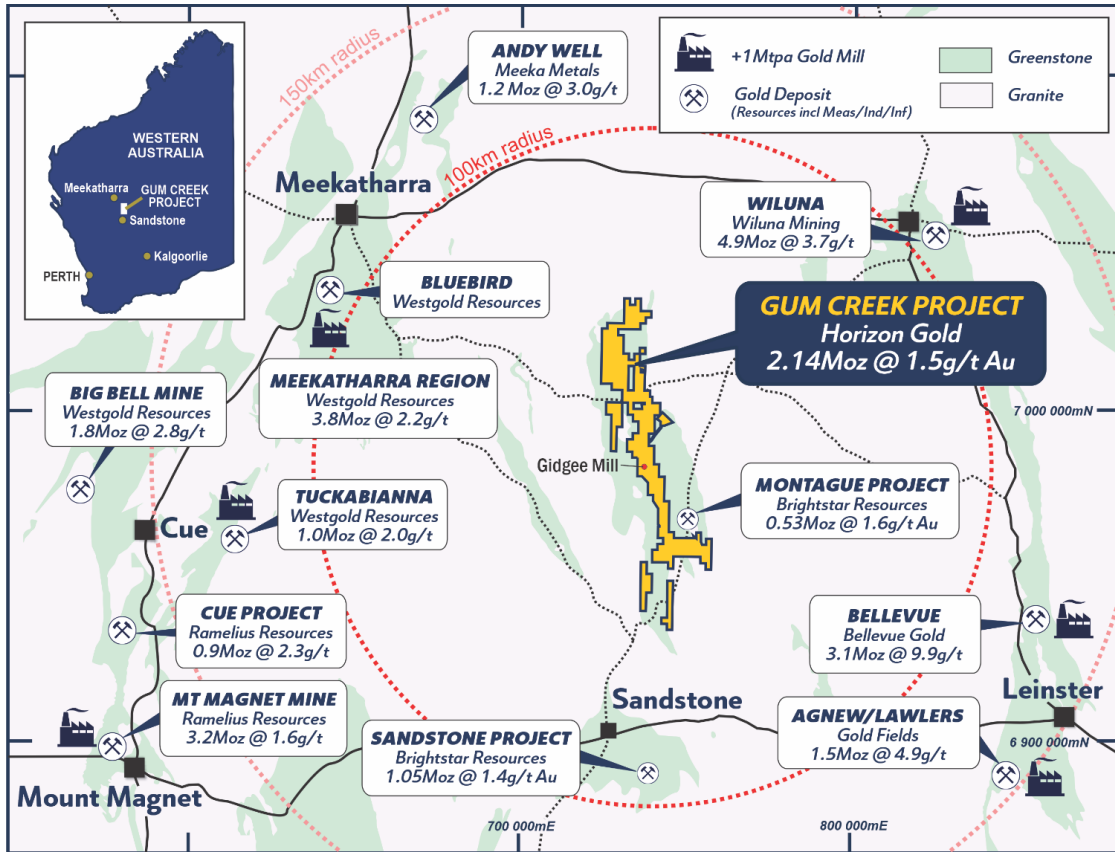 WESTERN
AUSTRALIA
Meekatharra
GUM CREEK
PROJECT
Sandstone
Kalgoorlie
PERTH
150km radius
100km radius
ANDY WELL
Meeka Metals
1.2 Moz @ 3.0g/t
+1Mtpa Gold Mill
Gold Deposit
(Resources incl Meas/Ind/Inf)
Greenstone
Granite
Meekatharra
WILUNA
Wiluna Mining
4.9Moz @ 3.7g/t
BLUEBIRD
Westgold Resources
GUM CREEK PROJECT
Horizon Gold
2.14Moz @ 1.5g/t Au
MEEKATHARRA REGION
Westgold Resources
3.8Moz @ 2.2g/t
BIG BELL MINE
Westgold Resources
1.8Moz @ 2.8g/t
7 000 000mN
Gidgee Mill
MONTAGUE PROJECT
Brightstar Resources
0.53Moz @ 1.6g/t Au
TUCKABIANNA
Westgold Resources
1.0Moz @ 2.0g/t
Cue
CUE PROJECT
Ramelius Resources
0.9Moz @ 2.3g/t
BELLEVUE
Bellevue Gold
3.1Moz @ 9.9g/t
MT MAGNET MINE
Ramelius Resources
3.2Moz @ 1.6g/t
Sandstone
Leinster
SANDSTONE PROJECT
Brightstar Resources
1.05Moz @ 1.4g/t Au
AGNEW/LAWLERS
Gold Fields
1.5Moz @ 4.9g/t
6 900 000mN
Mount Magnet
700 000mE
800 000mE